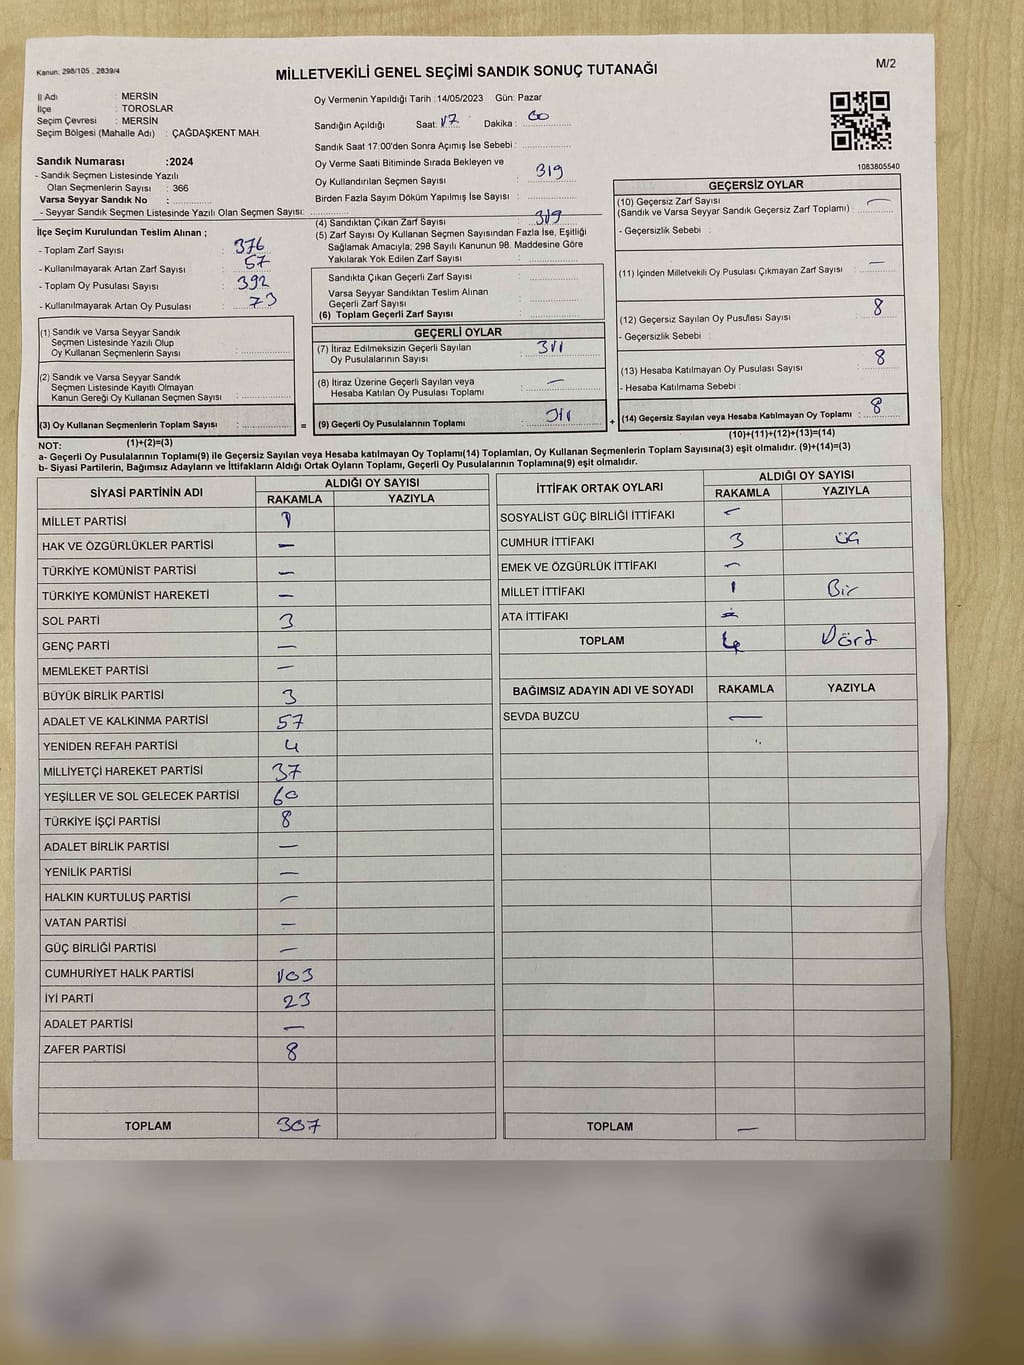 Kanun: 298/105 , 2839/4
MİLLETVEKİLİ GENEL SEÇİMİ SANDIK SONUÇ TUTANAĞI
M/2
İl Adı : MERSİN
İlçe : TOROSLAR
Seçim Çevresi : MERSİN
Seçim Bölgesi (Mahalle Adı) : ÇAĞDAŞKENT MAH.
Sandık Numarası :2024
- Sandık Seçmen Listesinde Yazılı
Olan Seçmenlerin Sayısı : 366
Varsa Seyyar Sandık No :
- Seyyar Sandık Seçmen Listesinde Yazılı Olan Seçmen Sayısı:
İlçe Seçim Kurulundan Teslim Alınan ;
- Toplam Zarf Sayısı : 376
- Kullanılmayarak Artan Zarf Sayısı : 57
- Toplam Oy Pusulası Sayısı : 392
- Kullanılmayarak Artan Oy Pusulası : 73
(1) Sandık ve Varsa Seyyar Sandık
Seçmen Listesinde Yazılı Olup
Oy Kullanan Seçmenlerin Sayısı :
(2) Sandık ve Varsa Seyyar Sandık
Seçmen Listesinde Kayıtlı Olmayan
Kanun Gereği Oy Kullanan Seçmen Sayısı :
(3) Oy Kullanan Seçmenlerin Toplam Sayısı :
(1)+(2)=(3)
Oy Vermenin Yapıldığı Tarih :14/05/2023 Gün: Pazar
Sandığın Açıldığı Saat: 17 Dakika : 00
Sandık Saat 17:00'den Sonra Açımış İse Sebebi :
Oy Verme Saati Bitiminde Sırada Bekleyen ve
Oy Kullandırılan Seçmen Sayısı : 319
Birden Fazla Sayım Döküm Yapılmış İse Sayısı :
(4) Sandıktan Çıkan Zarf Sayısı : 319
(5) Zarf Sayısı Oy Kullanan Seçmen Sayısından Fazla İse, Eşitliği
Sağlamak Amacıyla; 298 Sayılı Kanunun 98. Maddesine Göre
Yakılarak Yok Edilen Zarf Sayısı :
Sandıkta Çıkan Geçerli Zarf Sayısı :
Varsa Seyyar Sandıktan Teslim Alınan
Geçerli Zarf Sayısı :
(6) Toplam Geçerli Zarf Sayısı :
GEÇERLİ OYLAR
(7) İtiraz Edilmeksizin Geçerli Sayılan
Oy Pusulalarının Sayısı : 311
(8) İtiraz Üzerine Geçerli Sayılan veya
Hesaba Katılan Oy Pusulası Toplamı : —
= (9) Geçerli Oy Pusulalarının Toplamı : 311 +
1083805540
GEÇERSİZ OYLAR
(10) Geçersiz Zarf Sayısı
(Sandık ve Varsa Seyyar Sandık Geçersiz Zarf Toplamı) : —
- Geçersizlik Sebebi :
(11) İçinden Milletvekili Oy Pusulası Çıkmayan Zarf Sayısı : —
(12) Geçersiz Sayılan Oy Pusulası Sayısı : 8
- Geçersizlik Sebebi :
(13) Hesaba Katılmayan Oy Pusulası Sayısı : 8
- Hesaba Katılmama Sebebi :
(14) Geçersiz Sayılan veya Hesaba Katılmayan Oy Toplamı : 8
(10)+(11)+(12)+(13)=(14)
NOT:
a- Geçerli Oy Pusulalarının Toplamı(9) ile Geçersiz Sayılan veya Hesaba katılmayan Oy Toplamı(14) Toplamları, Oy Kullanan Seçmenlerin Toplam Sayısına(3) eşit olmalıdır. (9)+(14)=(3)
b- Siyasi Partilerin, Bağımsız Adayların ve İttifakların Aldığı Ortak Oyların Toplamı, Geçerli Oy Pusulalarının Toplamına(9) eşit olmalıdır.
SİYASİ PARTİNİN ADI ALDIĞI OY SAYISI
RAKAMLA YAZIYLA
MİLLET PARTİSİ 1
HAK VE ÖZGÜRLÜKLER PARTİSİ —
TÜRKİYE KOMÜNİST PARTİSİ —
TÜRKİYE KOMÜNİST HAREKETİ —
SOL PARTİ 3
GENÇ PARTİ —
MEMLEKET PARTİSİ —
BÜYÜK BİRLİK PARTİSİ 3
ADALET VE KALKINMA PARTİSİ 57
YENİDEN REFAH PARTİSİ 4
MİLLİYETÇİ HAREKET PARTİSİ 37
YEŞİLLER VE SOL GELECEK PARTİSİ 60
TÜRKİYE İŞÇİ PARTİSİ 8
ADALET BİRLİK PARTİSİ —
YENİLİK PARTİSİ —
HALKIN KURTULUŞ PARTİSİ —
VATAN PARTİSİ —
GÜÇ BİRLİĞİ PARTİSİ —
CUMHURİYET HALK PARTİSİ 103
İYİ PARTİ 23
ADALET PARTİSİ —
ZAFER PARTİSİ 8
TOPLAM 307
İTTİFAK ORTAK OYLARI ALDIĞI OY SAYISI
RAKAMLA YAZIYLA
SOSYALİST GÜÇ BİRLİĞİ İTTİFAKI —
CUMHUR İTTİFAKI 3 üç
EMEK VE ÖZGÜRLÜK İTTİFAKI —
MİLLET İTTİFAKI 1 Bir
ATA İTTİFAKI —
TOPLAM 4 Dört
BAĞIMSIZ ADAYIN ADI VE SOYADI RAKAMLA YAZIYLA
SEVDA BUZCU —
TOPLAM —